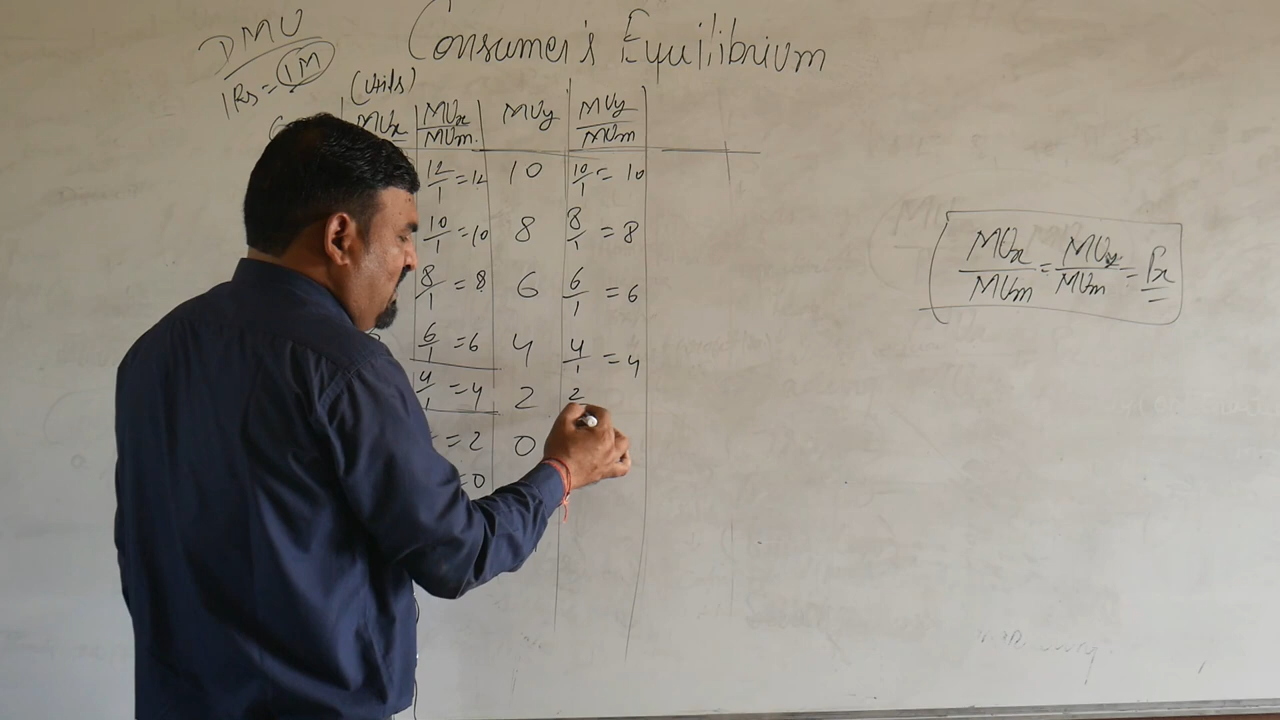 Consumer's Equilibrium
DMU
1Rs = 1M
(utils)
MUx MUx/MUm MUy MUy/MUm
12/1 = 12 10 10/1 = 10
10/1 = 10 8 8/1 = 8
8/1 = 8 6 6/1 = 6
6/1 = 6 4 4/1 = 4
4/1 = 4 2 2
= 2 0
= 0
MUx/MUm = MUy/MUm = Px